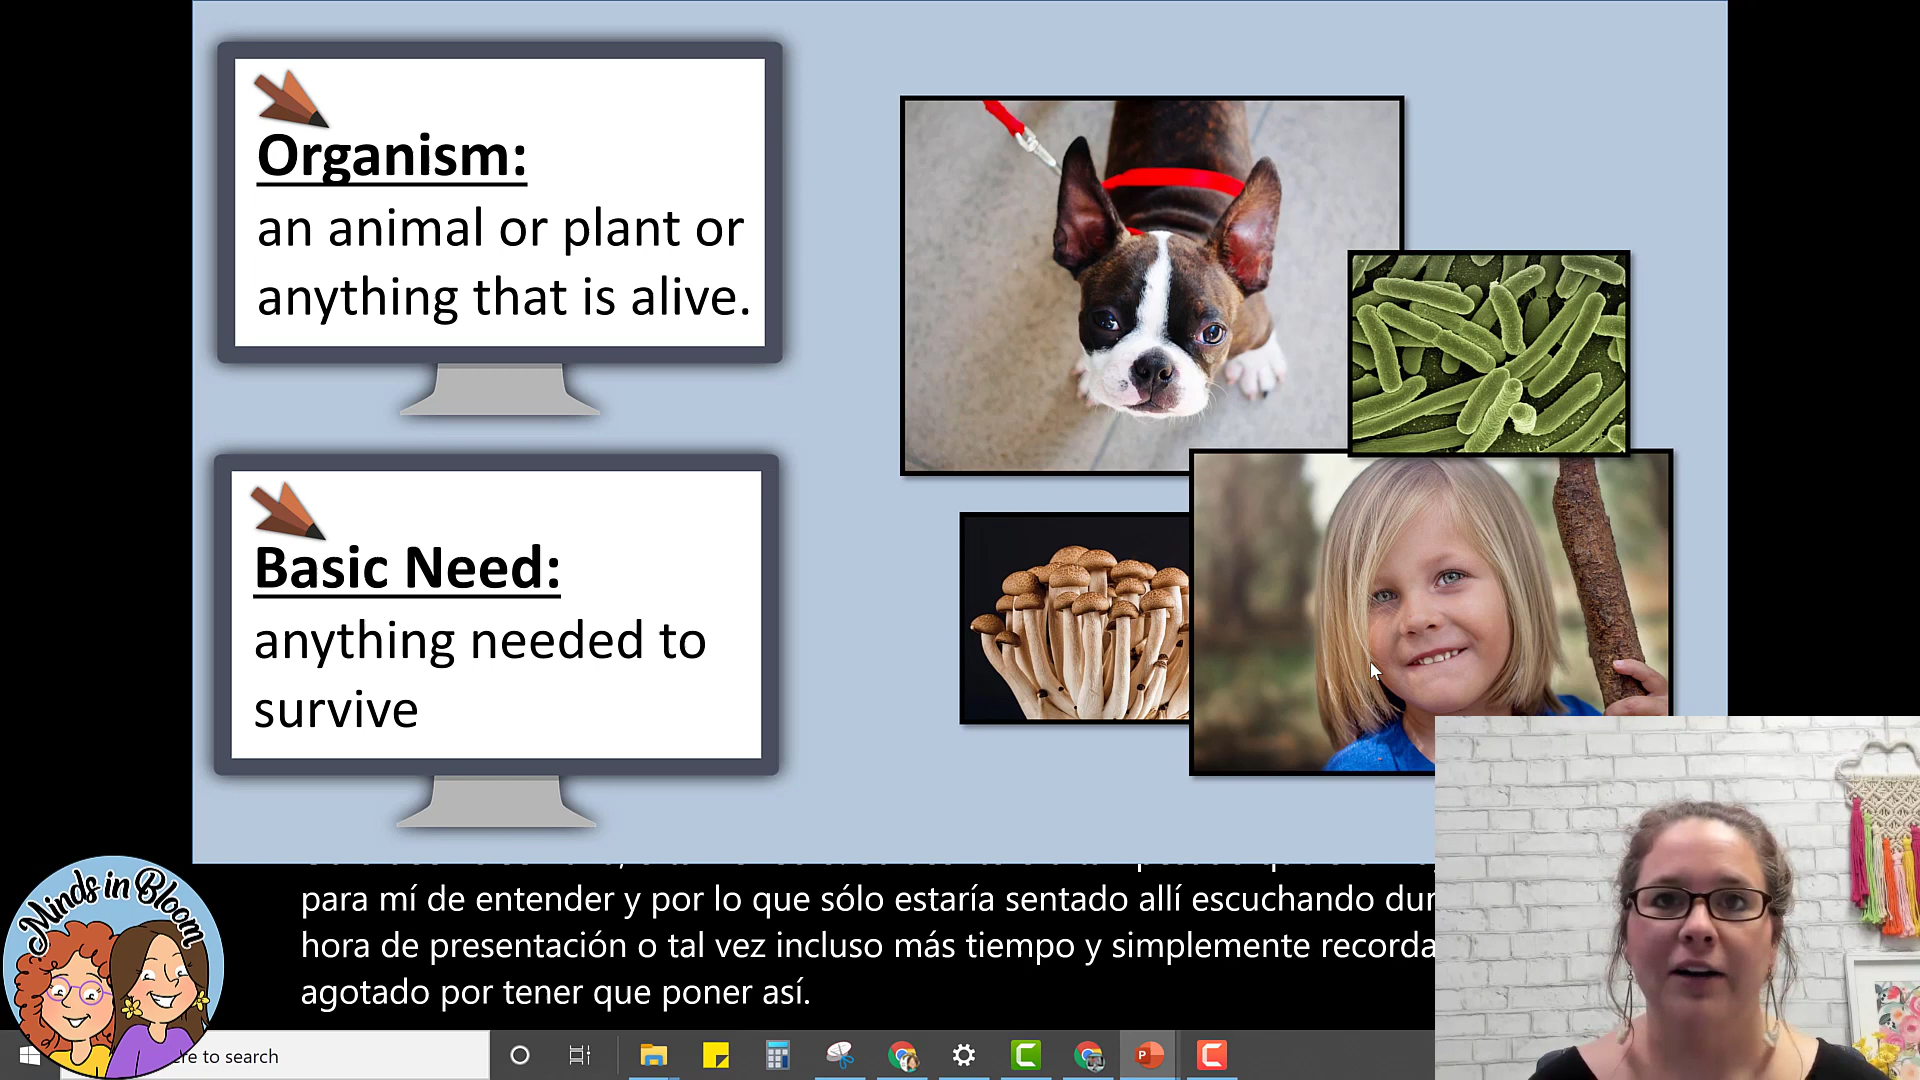 Organism:
an animal or plant or
anything that is alive.
Basic Need:
anything needed to
survive
para mí de entender y por lo que sólo estaría sentado allí escuchando dur
hora de presentación o tal vez incluso más tiempo y simplemente recorda
agotado por tener que poner así.
Minds in Bloom
re to search